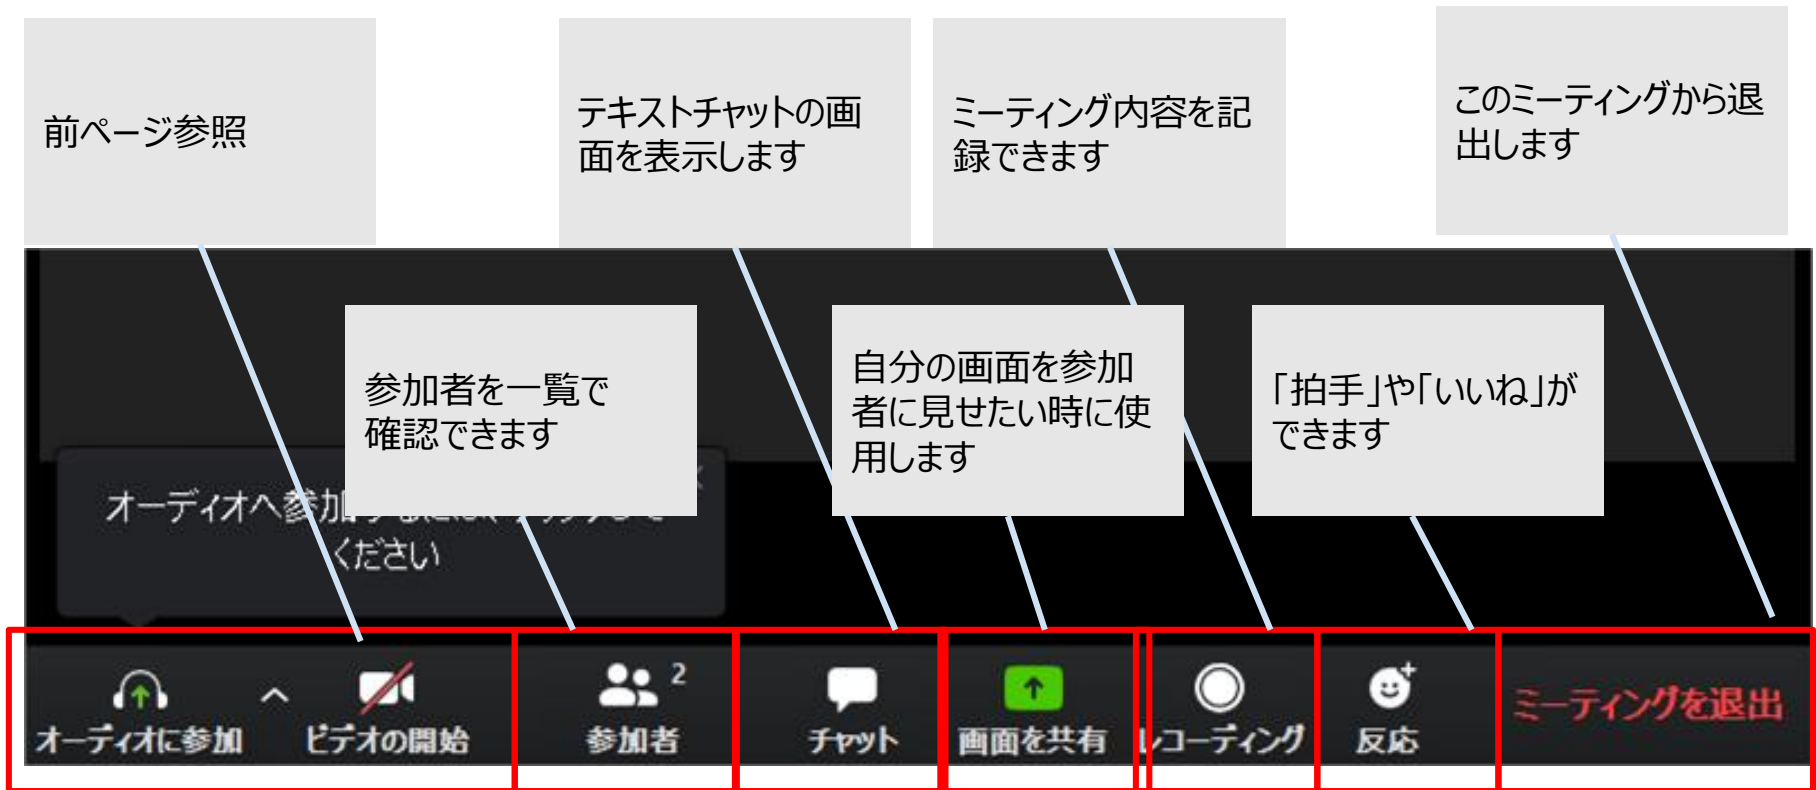 前ページ参照
テキストチャットの画
面を表示します
ミーティング内容を記
録できます
このミーティングから退
出します
参加者を一覧で
確認できます
自分の画面を参加
者に見せたい時に使
用します
「拍手」や「いいね」が
できます
オーディオへ参加
ください
オーディオに参加
ビデオの開始
2
参加者
チャット
画面を共有
レコーディング
反応
ミーティングを退出